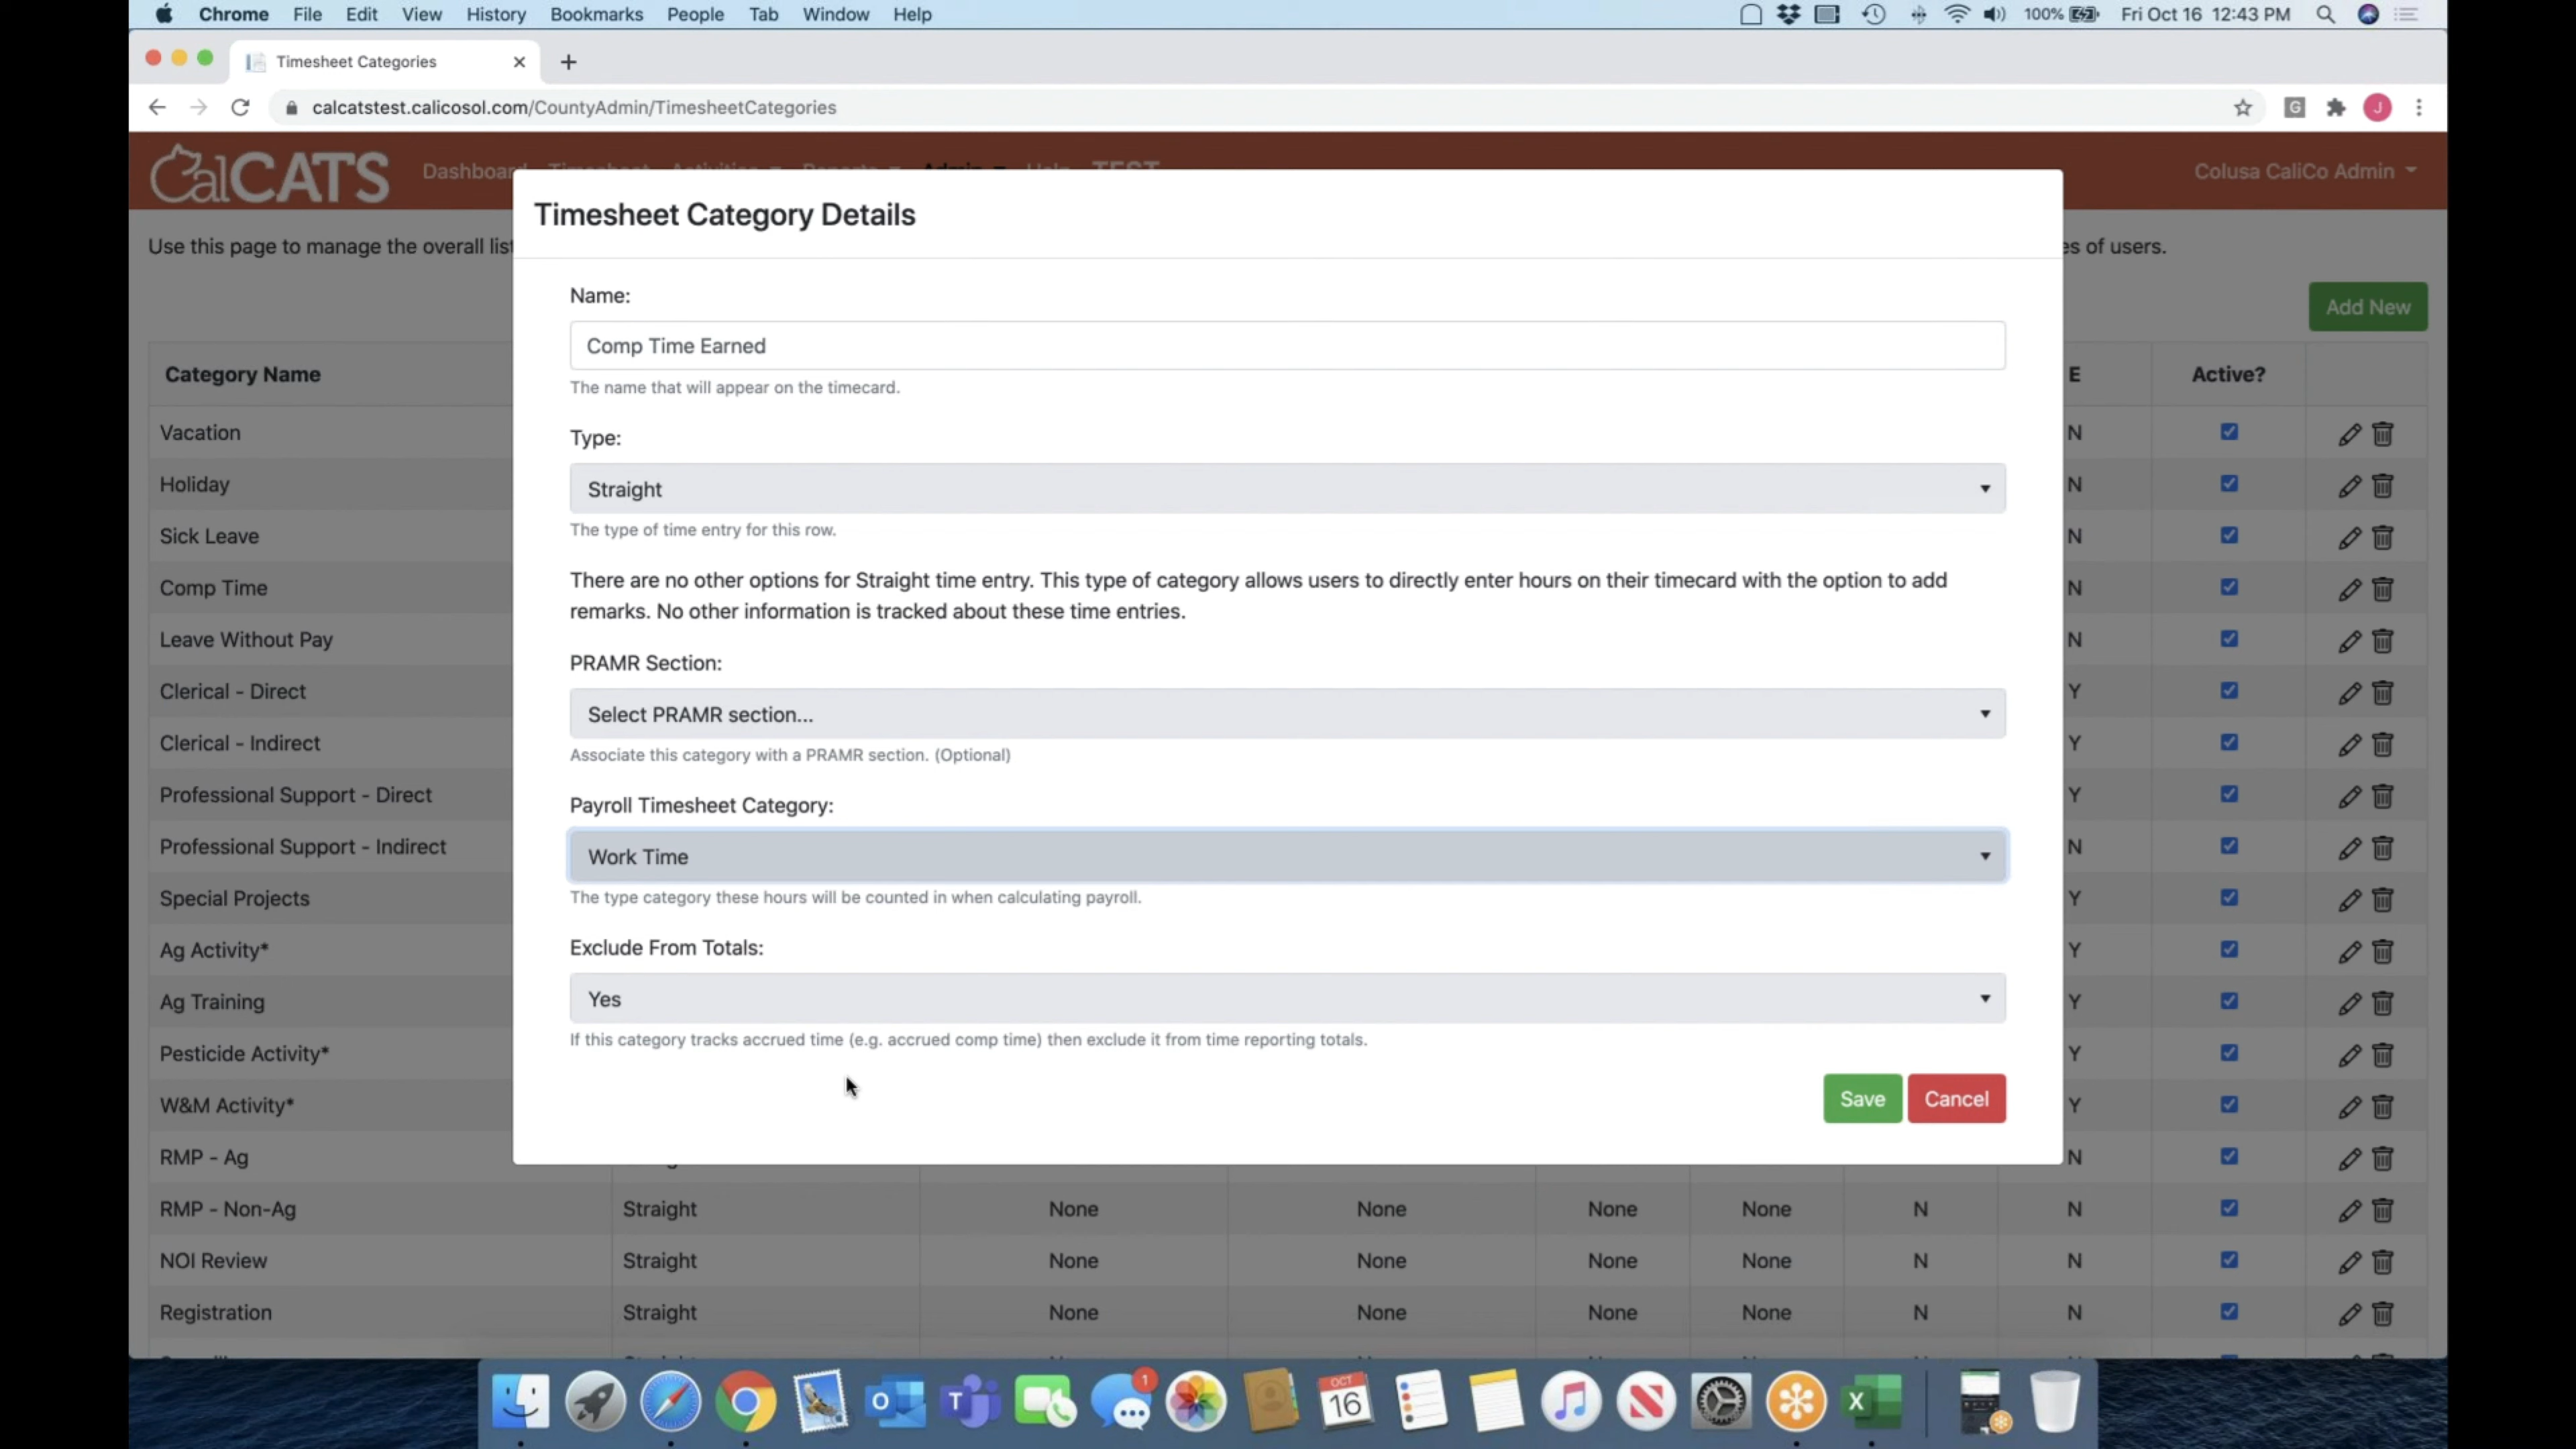 Chrome File Edit View History Bookmarks People Tab Window Help 100% Fri Oct 16 12:43 PM
Timesheet Categories
calcatstest.calicosol.com/CountyAdmin/TimesheetCategories
CalCATS Dashboard Timesheet Activities Reports Admin Help TEST Colusa CaliCo Admin
Timesheet Category Details
Use this page to manage the overall list
es of users.
Add New
Name:
Comp Time Earned
The name that will appear on the timecard.
Type:
Straight
The type of time entry for this row.
There are no other options for Straight time entry. This type of category allows users to directly enter hours on their timecard with the option to add
remarks. No other information is tracked about these time entries.
PRAMR Section:
Select PRAMR section...
Associate this category with a PRAMR section. (Optional)
Payroll Timesheet Category:
Work Time
The type category these hours will be counted in when calculating payroll.
Exclude From Totals:
Yes
If this category tracks accrued time (e.g. accrued comp time) then exclude it from time reporting totals.
Save Cancel
Category Name E Active?
Vacation N
Holiday N
Sick Leave N
Comp Time N
Leave Without Pay N
Clerical - Direct Y
Clerical - Indirect Y
Professional Support - Direct Y
Professional Support - Indirect N
Special Projects Y
Ag Activity* Y
Ag Training Y
Pesticide Activity* Y
W&M Activity* Y
RMP - Ag N
RMP - Non-Ag Straight None None None None N N
NOI Review Straight None None None None N N
Registration Straight None None None None N N
J
G
1
OCT
16
O
T
N
X